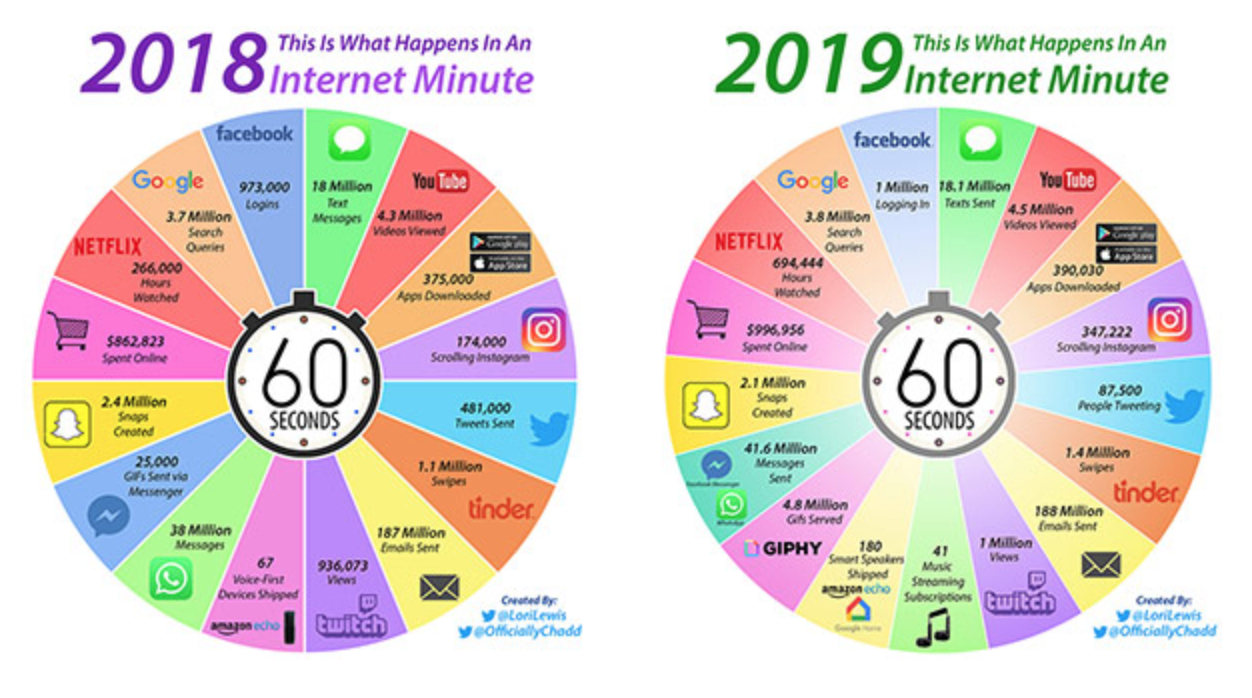 2018 This Is What Happens In An
Internet Minute
facebook
973,000
Logins
18 Million
Text
Messages
YouTube
4.3 Million
Videos Viewed
Google play
App Store
375,000
Apps Downloaded
174,000
Scrolling Instagram
481,000
Tweets Sent
1.1 Million
Swipes
tinder
187 Million
Emails Sent
936,073
Views
twitch
67
Voice-First
Devices Shipped
amazon echo
38 Million
Messages
25,000
GIFs Sent via
Messenger
2.4 Million
Snaps
Created
$862,823
Spent Online
NETFLIX
266,000
Hours
Watched
Google
3.7 Million
Search
Queries
60
SECONDS
Created By:
@LoriLewis
@OfficiallyChadd
2019 This Is What Happens In An
Internet Minute
facebook
1 Million
Logging In
18.1 Million
Texts Sent
YouTube
4.5 Million
Videos Viewed
Google play
App Store
390,030
Apps Downloaded
347,222
Scrolling Instagram
87,500
People Tweeting
1.4 Million
Swipes
tinder
188 Million
Emails Sent
1 Million
Views
twitch
41
Music
Streaming
Subscriptions
180
Smart Speakers
Shipped
amazon echo
Google Home
4.8 Million
Gifs Served
GIPHY
41.6 Million
Messages
Sent
Facebook Messenger
WhatsApp
2.1 Million
Snaps
Created
$996,956
Spent Online
NETFLIX
694,444
Hours
Watched
Google
3.8 Million
Search
Queries
60
SECONDS
Created By:
@LoriLewis
@OfficiallyChadd